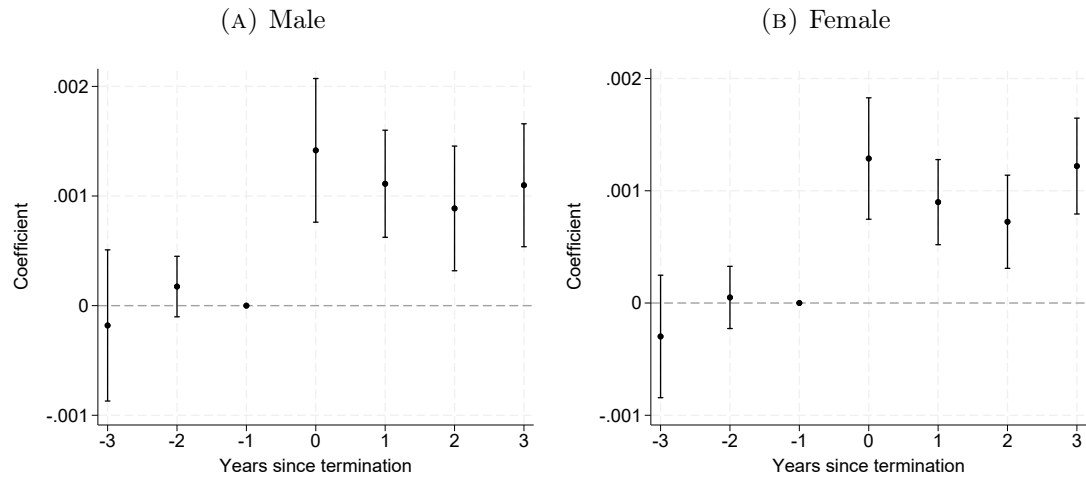 (A) Male
.002
.001
0
-.001
Coefficient
-3 -2 -1 0 1 2 3
Years since termination
(B) Female
.002
.001
0
-.001
Coefficient
-3 -2 -1 0 1 2 3
Years since termination